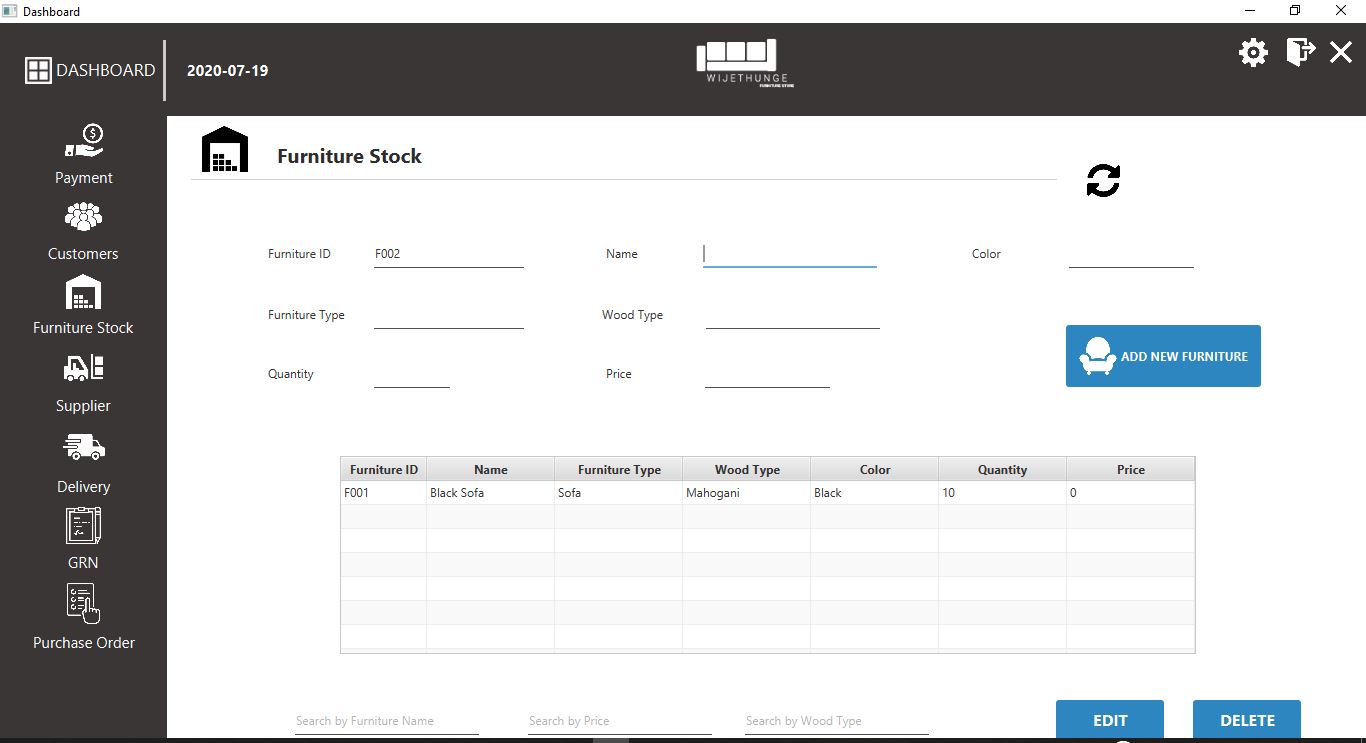 Dashboard
DASHBOARD
2020-07-19
WIJETHUNGE
FURNITURE STORE
Payment
Customers
Furniture Stock
Supplier
Delivery
GRN
Purchase Order
Furniture Stock
Furniture ID F002 Name Color
Furniture Type Wood Type
Quantity Price
ADD NEW FURNITURE
Furniture ID Name Furniture Type Wood Type Color Quantity Price
F001 Black Sofa Sofa Mahogani Black 10 0
Search by Furniture Name Search by Price Search by Wood Type
EDIT DELETE